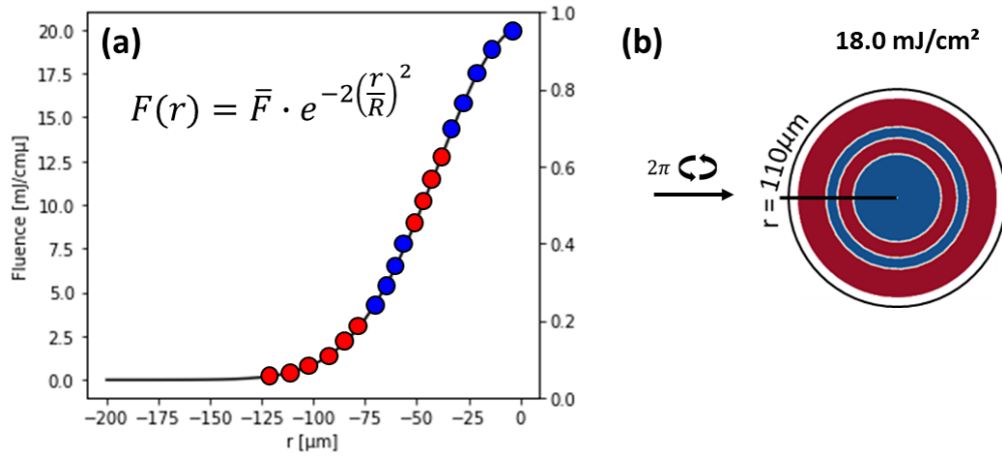 (a)
F(r) = F̄ · e^{-2(r/R)^2}
Fluence [mJ/cmμ]
20.0
17.5
15.0
12.5
10.0
7.5
5.0
2.5
0.0
1.0
0.8
0.6
0.4
0.2
0.0
−200 −175 −150 −125 −100 −75 −50 −25 0
r [μm]
(b)
18.0 mJ/cm²
2π
r = 110μm